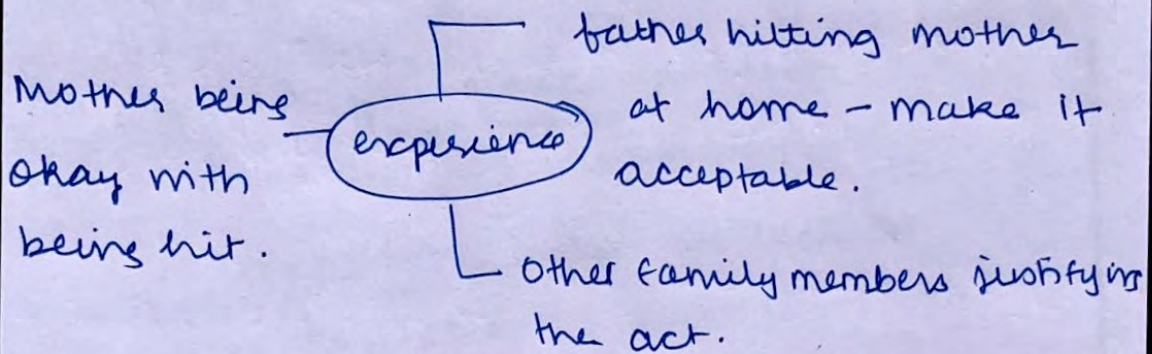 father hitting mother
at home - make it
acceptable.
Mother being
okay with
being hit.
experience
Other family members justifying
the act.